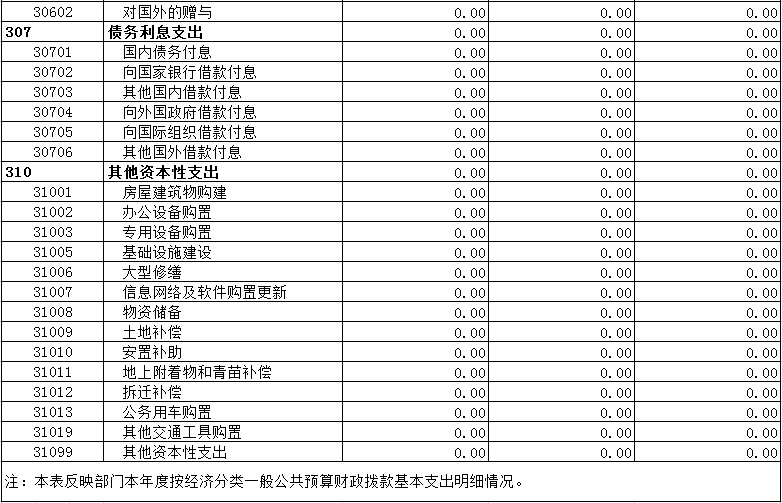 30602 对国外的赠与 0.00 0.00 0.00
307 债务利息支出 0.00 0.00 0.00
30701 国内债务付息 0.00 0.00 0.00
30702 向国家银行借款付息 0.00 0.00 0.00
30703 其他国内借款付息 0.00 0.00 0.00
30704 向外国政府借款付息 0.00 0.00 0.00
30705 向国际组织借款付息 0.00 0.00 0.00
30706 其他国外借款付息 0.00 0.00 0.00
310 其他资本性支出 0.00 0.00 0.00
31001 房屋建筑物购建 0.00 0.00 0.00
31002 办公设备购置 0.00 0.00 0.00
31003 专用设备购置 0.00 0.00 0.00
31005 基础设施建设 0.00 0.00 0.00
31006 大型修缮 0.00 0.00 0.00
31007 信息网络及软件购置更新 0.00 0.00 0.00
31008 物资储备 0.00 0.00 0.00
31009 土地补偿 0.00 0.00 0.00
31010 安置补助 0.00 0.00 0.00
31011 地上附着物和青苗补偿 0.00 0.00 0.00
31012 拆迁补偿 0.00 0.00 0.00
31013 公务用车购置 0.00 0.00 0.00
31019 其他交通工具购置 0.00 0.00 0.00
31099 其他资本性支出 0.00 0.00 0.00
注：本表反映部门本年度按经济分类一般公共预算财政拨款基本支出明细情况。